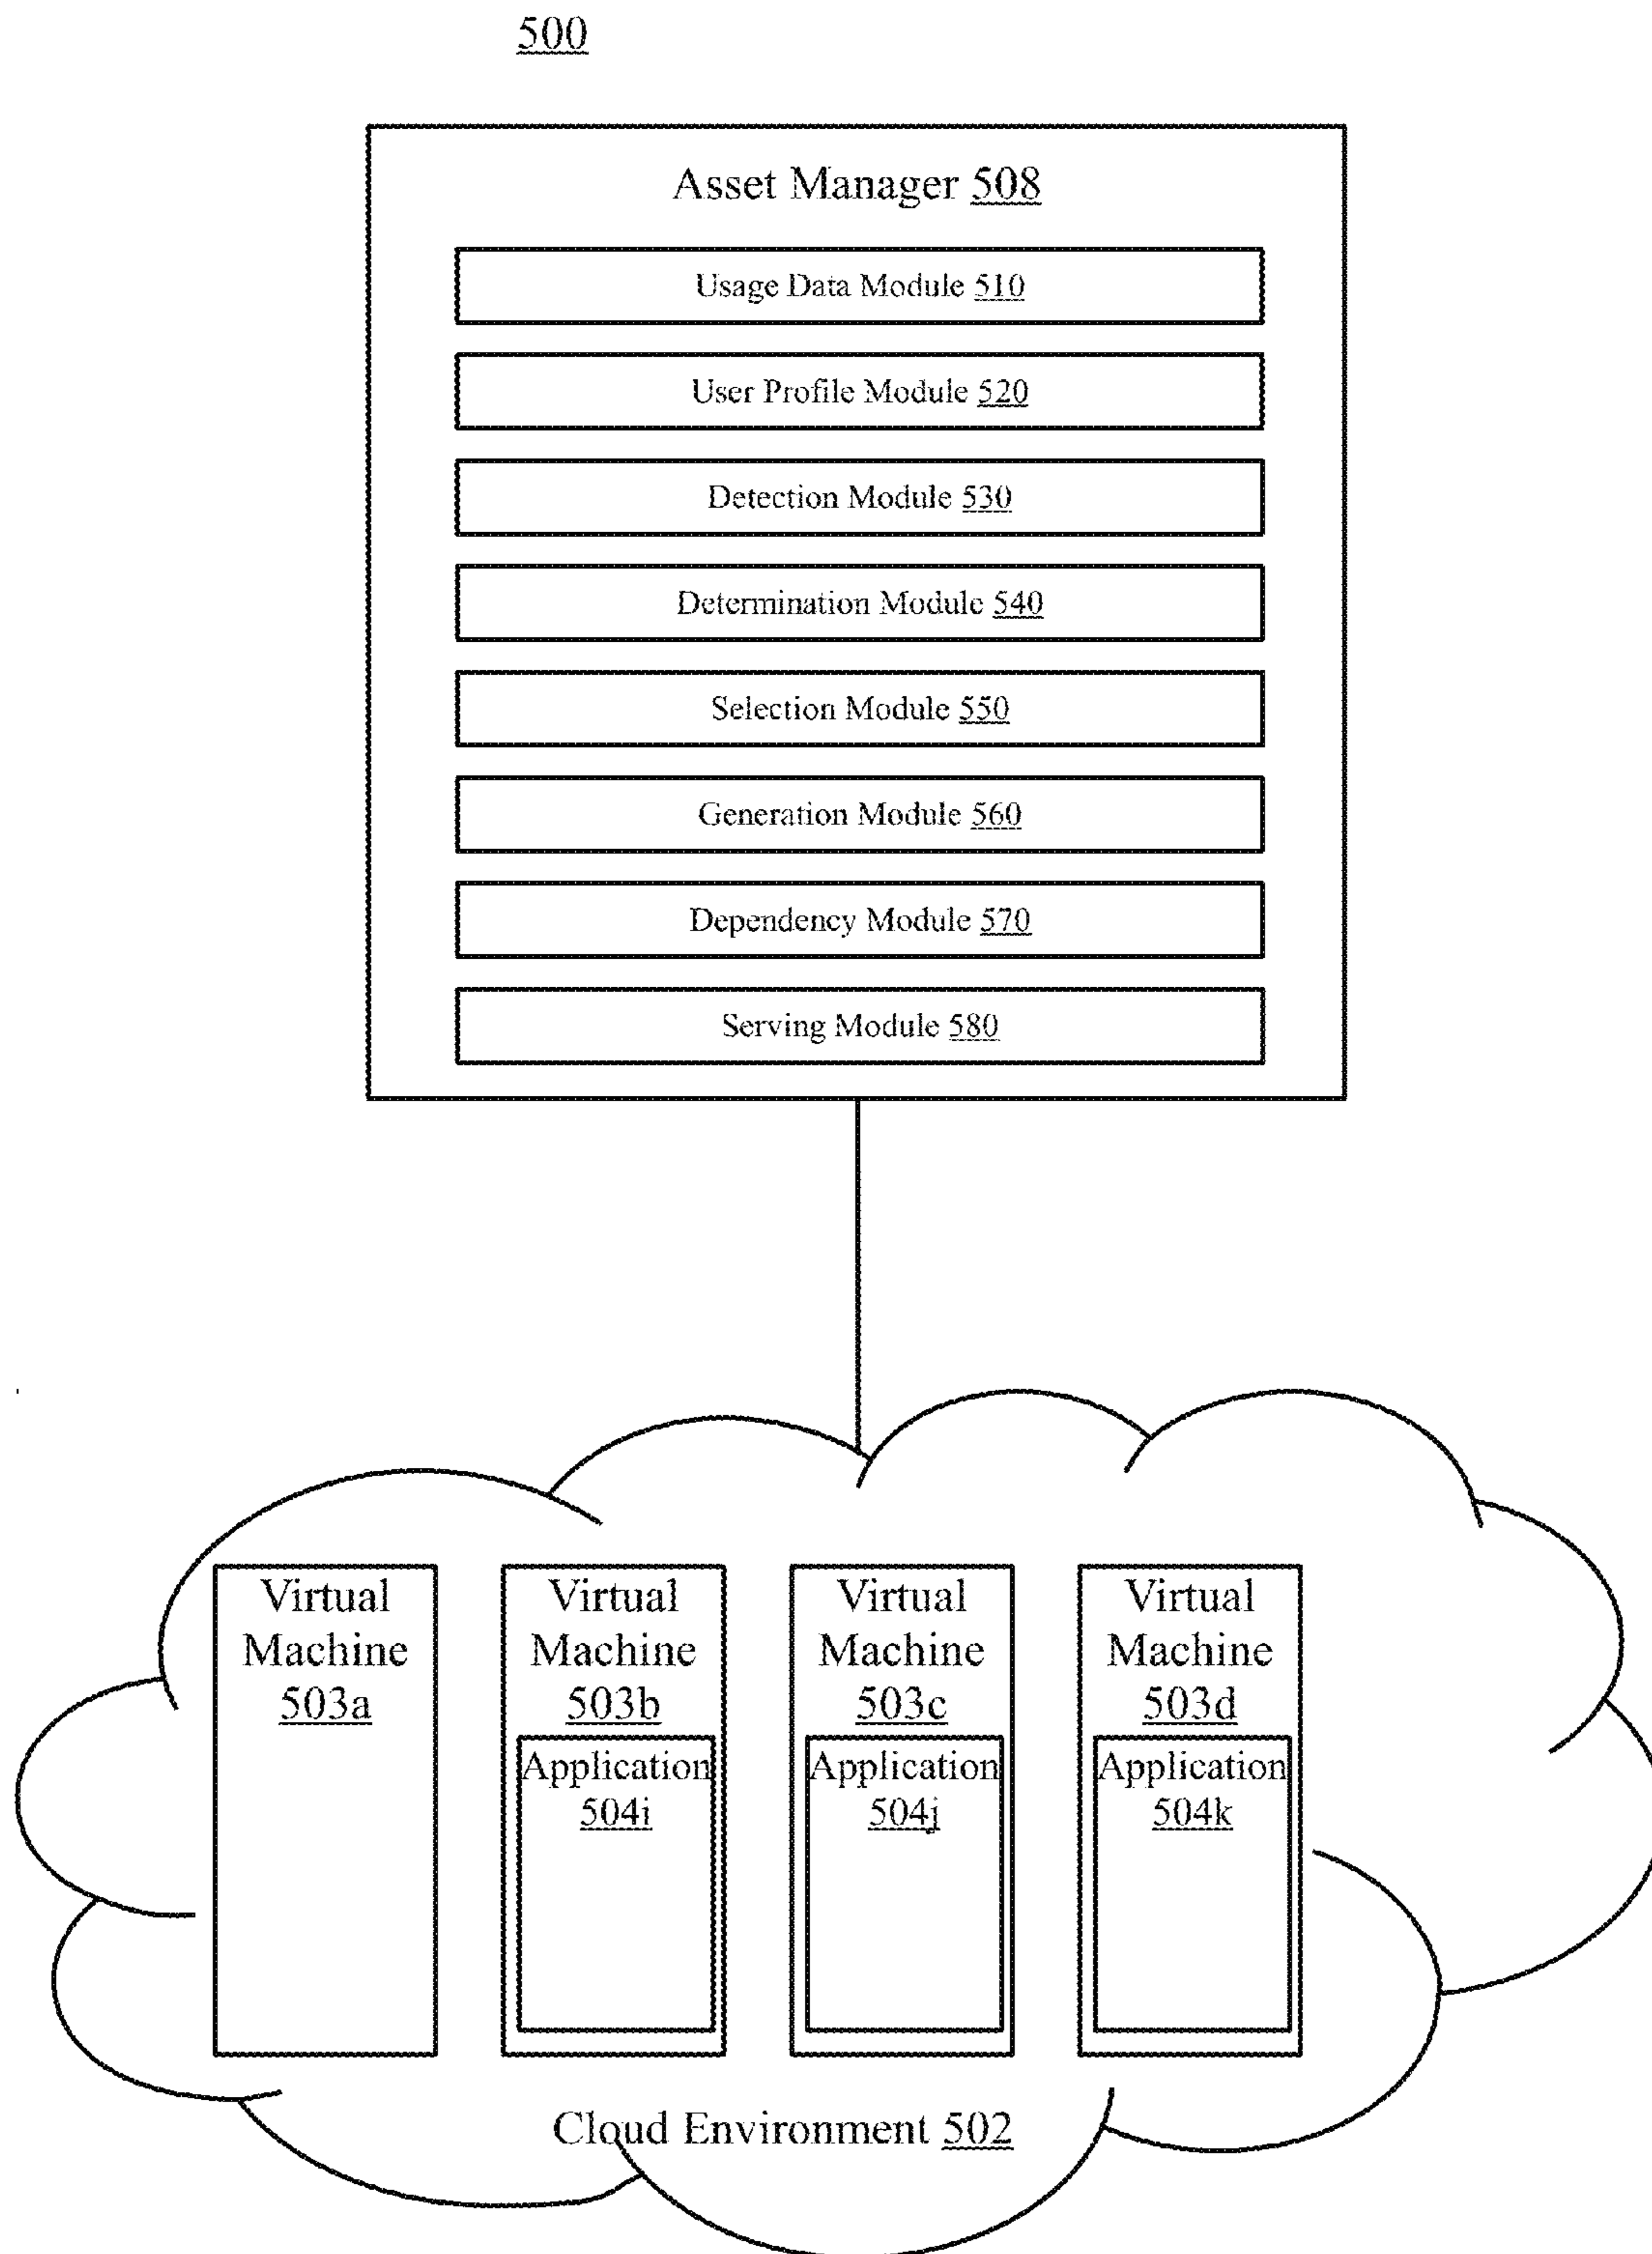 500
Asset Manager 508
Usage Data Module 510
User Profile Module 520
Detection Module 530
Determination Module 540
Selection Module 550
Generation Module 560
Dependency Module 570
Serving Module 580
Virtual
Machine
503a
Virtual
Machine
503b
Application
504i
Virtual
Machine
503c
Application
504j
Virtual
Machine
503d
Application
504k
Cloud Environment 502